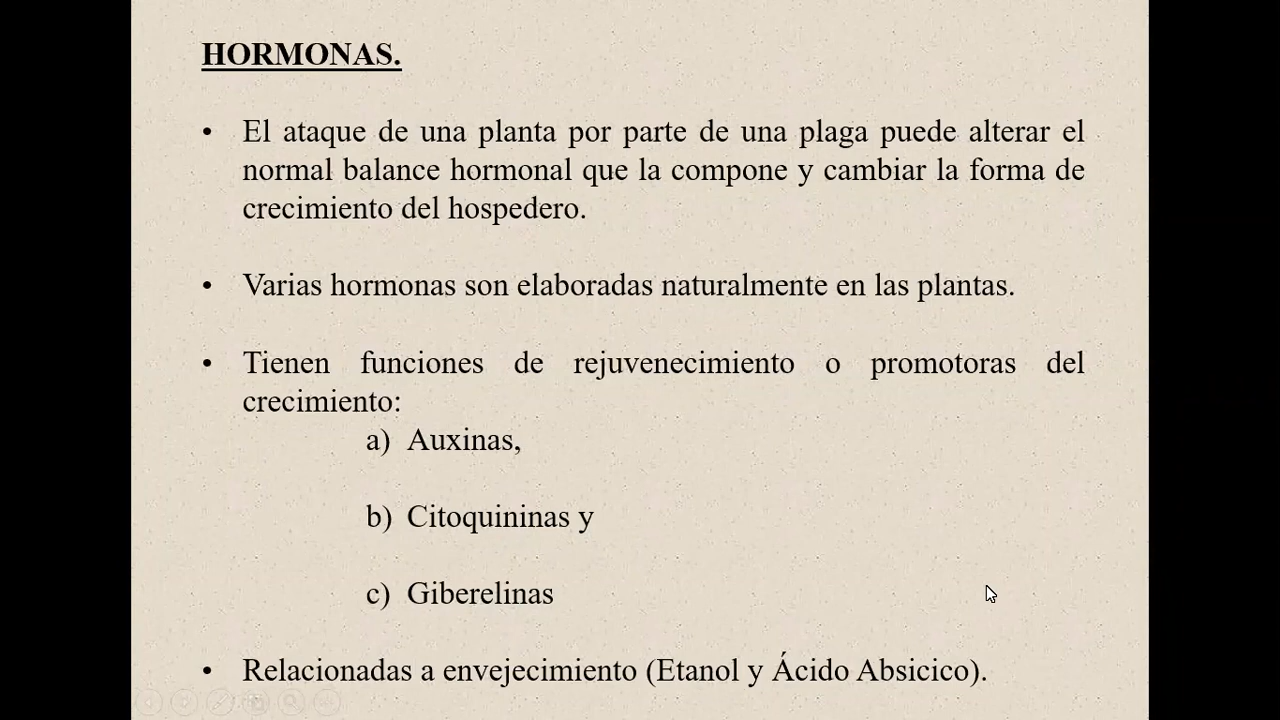 HORMONAS.
• El ataque de una planta por parte de una plaga puede alterar el
normal balance hormonal que la compone y cambiar la forma de
crecimiento del hospedero.
• Varias hormonas son elaboradas naturalmente en las plantas.
• Tienen funciones de rejuvenecimiento o promotoras del
crecimiento:
a) Auxinas,
b) Citoquininas y
c) Giberelinas
• Relacionadas a envejecimiento (Etanol y Ácido Absicico).